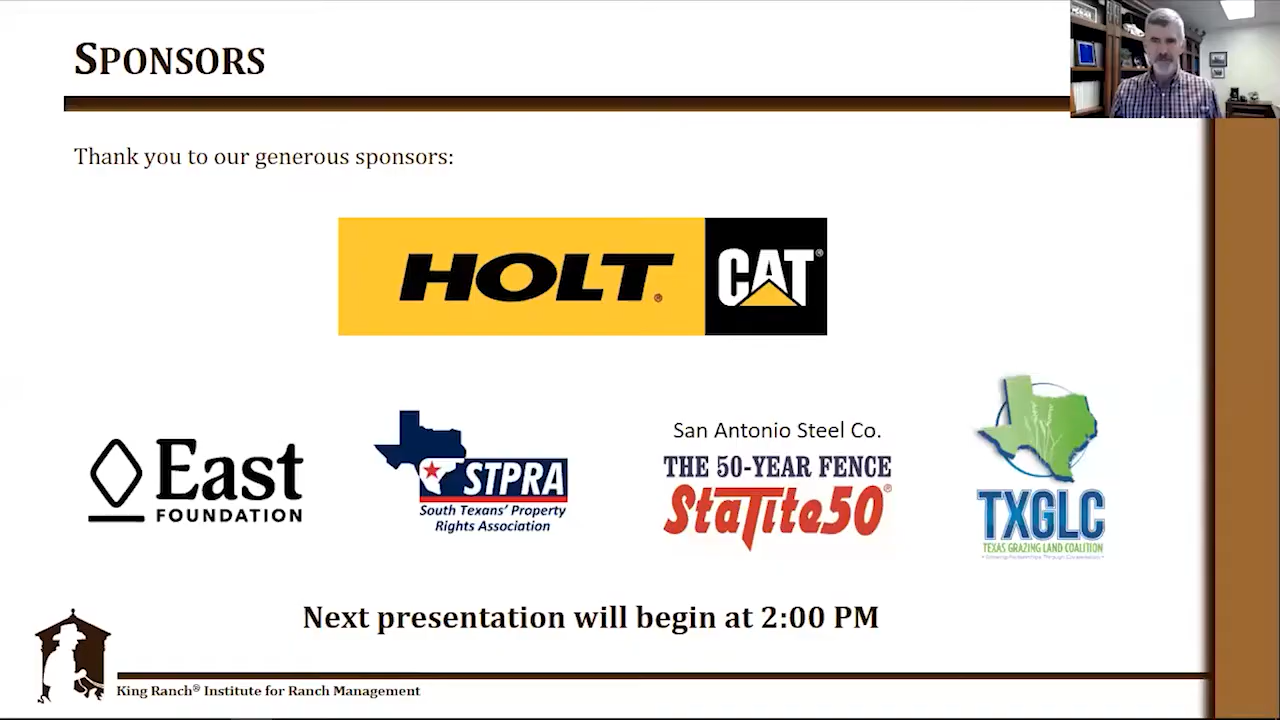 SPONSORS
Thank you to our generous sponsors:
HOLT®
CAT®
East
FOUNDATION
STPRA
South Texans' Property
Rights Association
San Antonio Steel Co.
THE 50-YEAR FENCE
StaTite50®
TXGLC
TEXAS GRAZING LAND COALITION
Next presentation will begin at 2:00 PM
King Ranch® Institute for Ranch Management